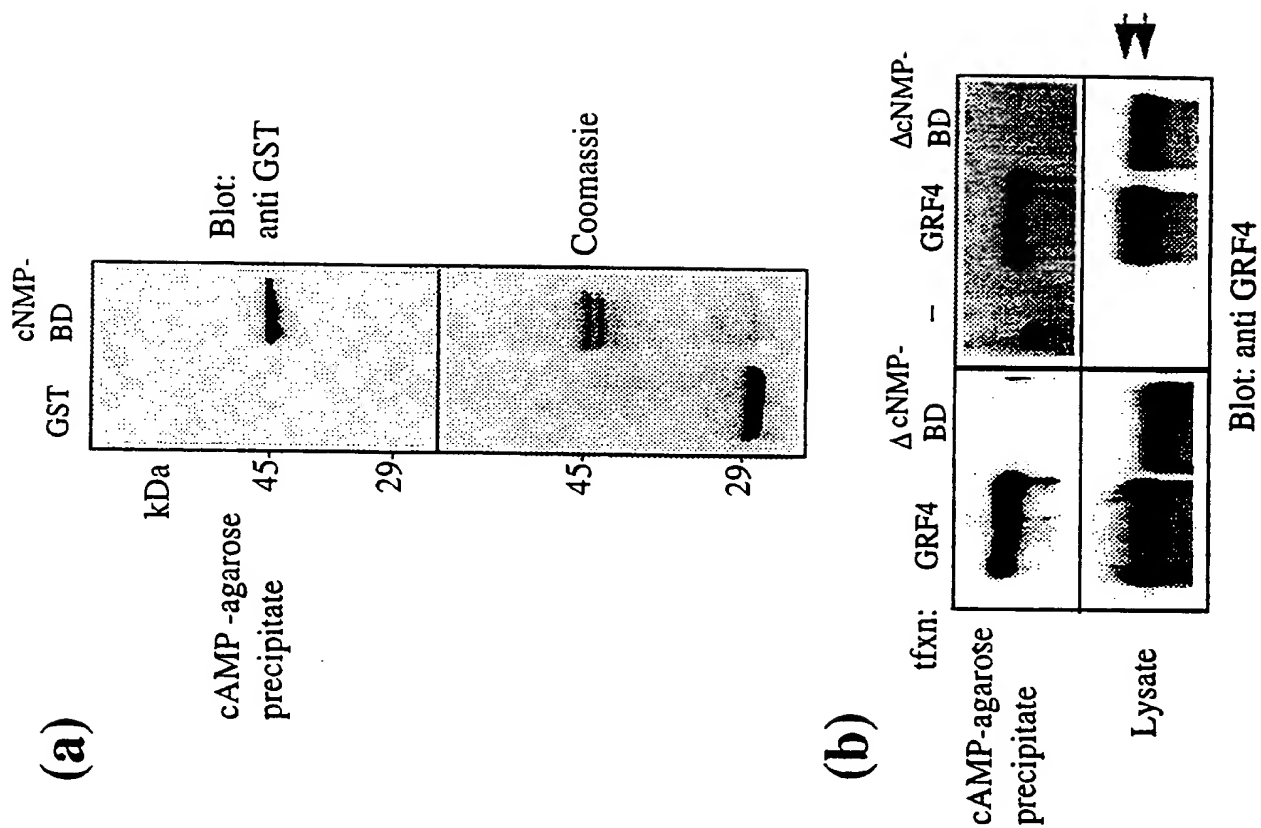 (a)
cNMP-
GST BD
kDa
cAMP -agarose
precipitate
45
29
Blot:
anti GST
45
29
Coomassie
(b)
tfxn:
GRF4
ΔcNMP-
BD
–
GRF4
ΔcNMP-
BD
cAMP-agarose
precipitate
Lysate
Blot: anti GRF4